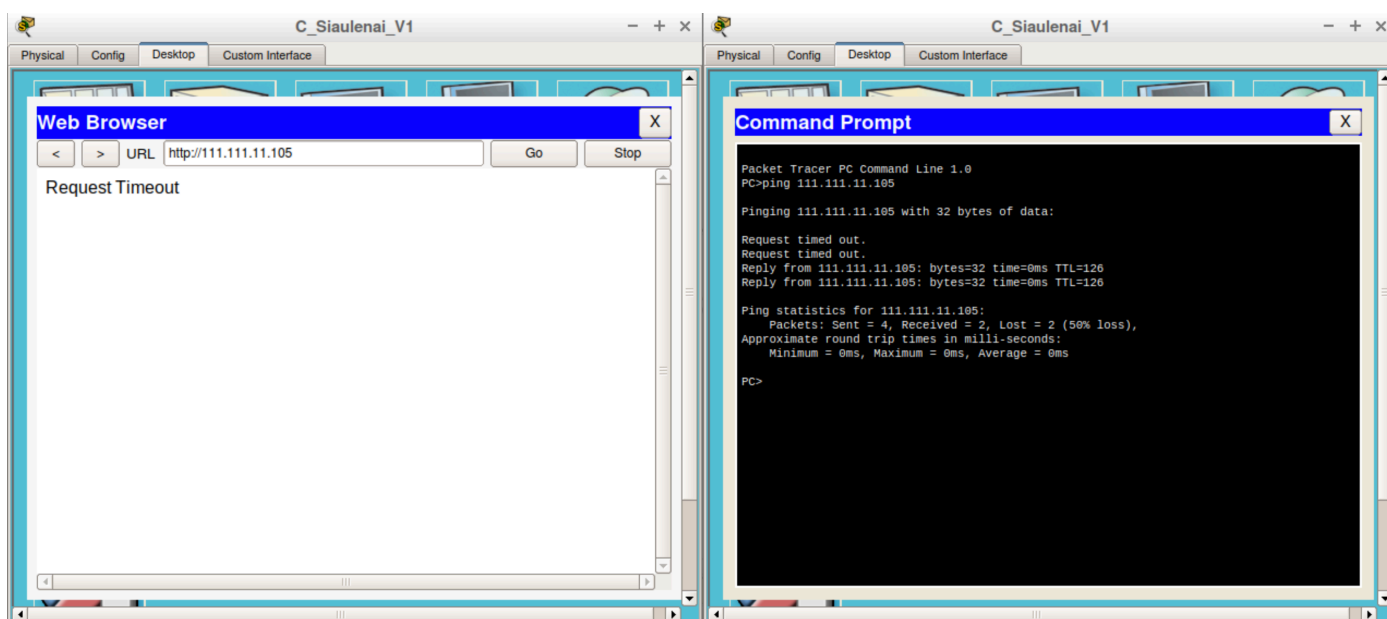 C_Siaulenai_V1
Physical Config Desktop Custom Interface
Web Browser X
< > URL http://111.111.11.105 Go Stop
Request Timeout
C_Siaulenai_V1
Physical Config Desktop Custom Interface
Command Prompt X
Packet Tracer PC Command Line 1.0
PC>ping 111.111.11.105
Pinging 111.111.11.105 with 32 bytes of data:
Request timed out.
Request timed out.
Reply from 111.111.11.105: bytes=32 time=0ms TTL=126
Reply from 111.111.11.105: bytes=32 time=0ms TTL=126
Ping statistics for 111.111.11.105:
Packets: Sent = 4, Received = 2, Lost = 2 (50% loss),
Approximate round trip times in milli-seconds:
Minimum = 0ms, Maximum = 0ms, Average = 0ms
PC>